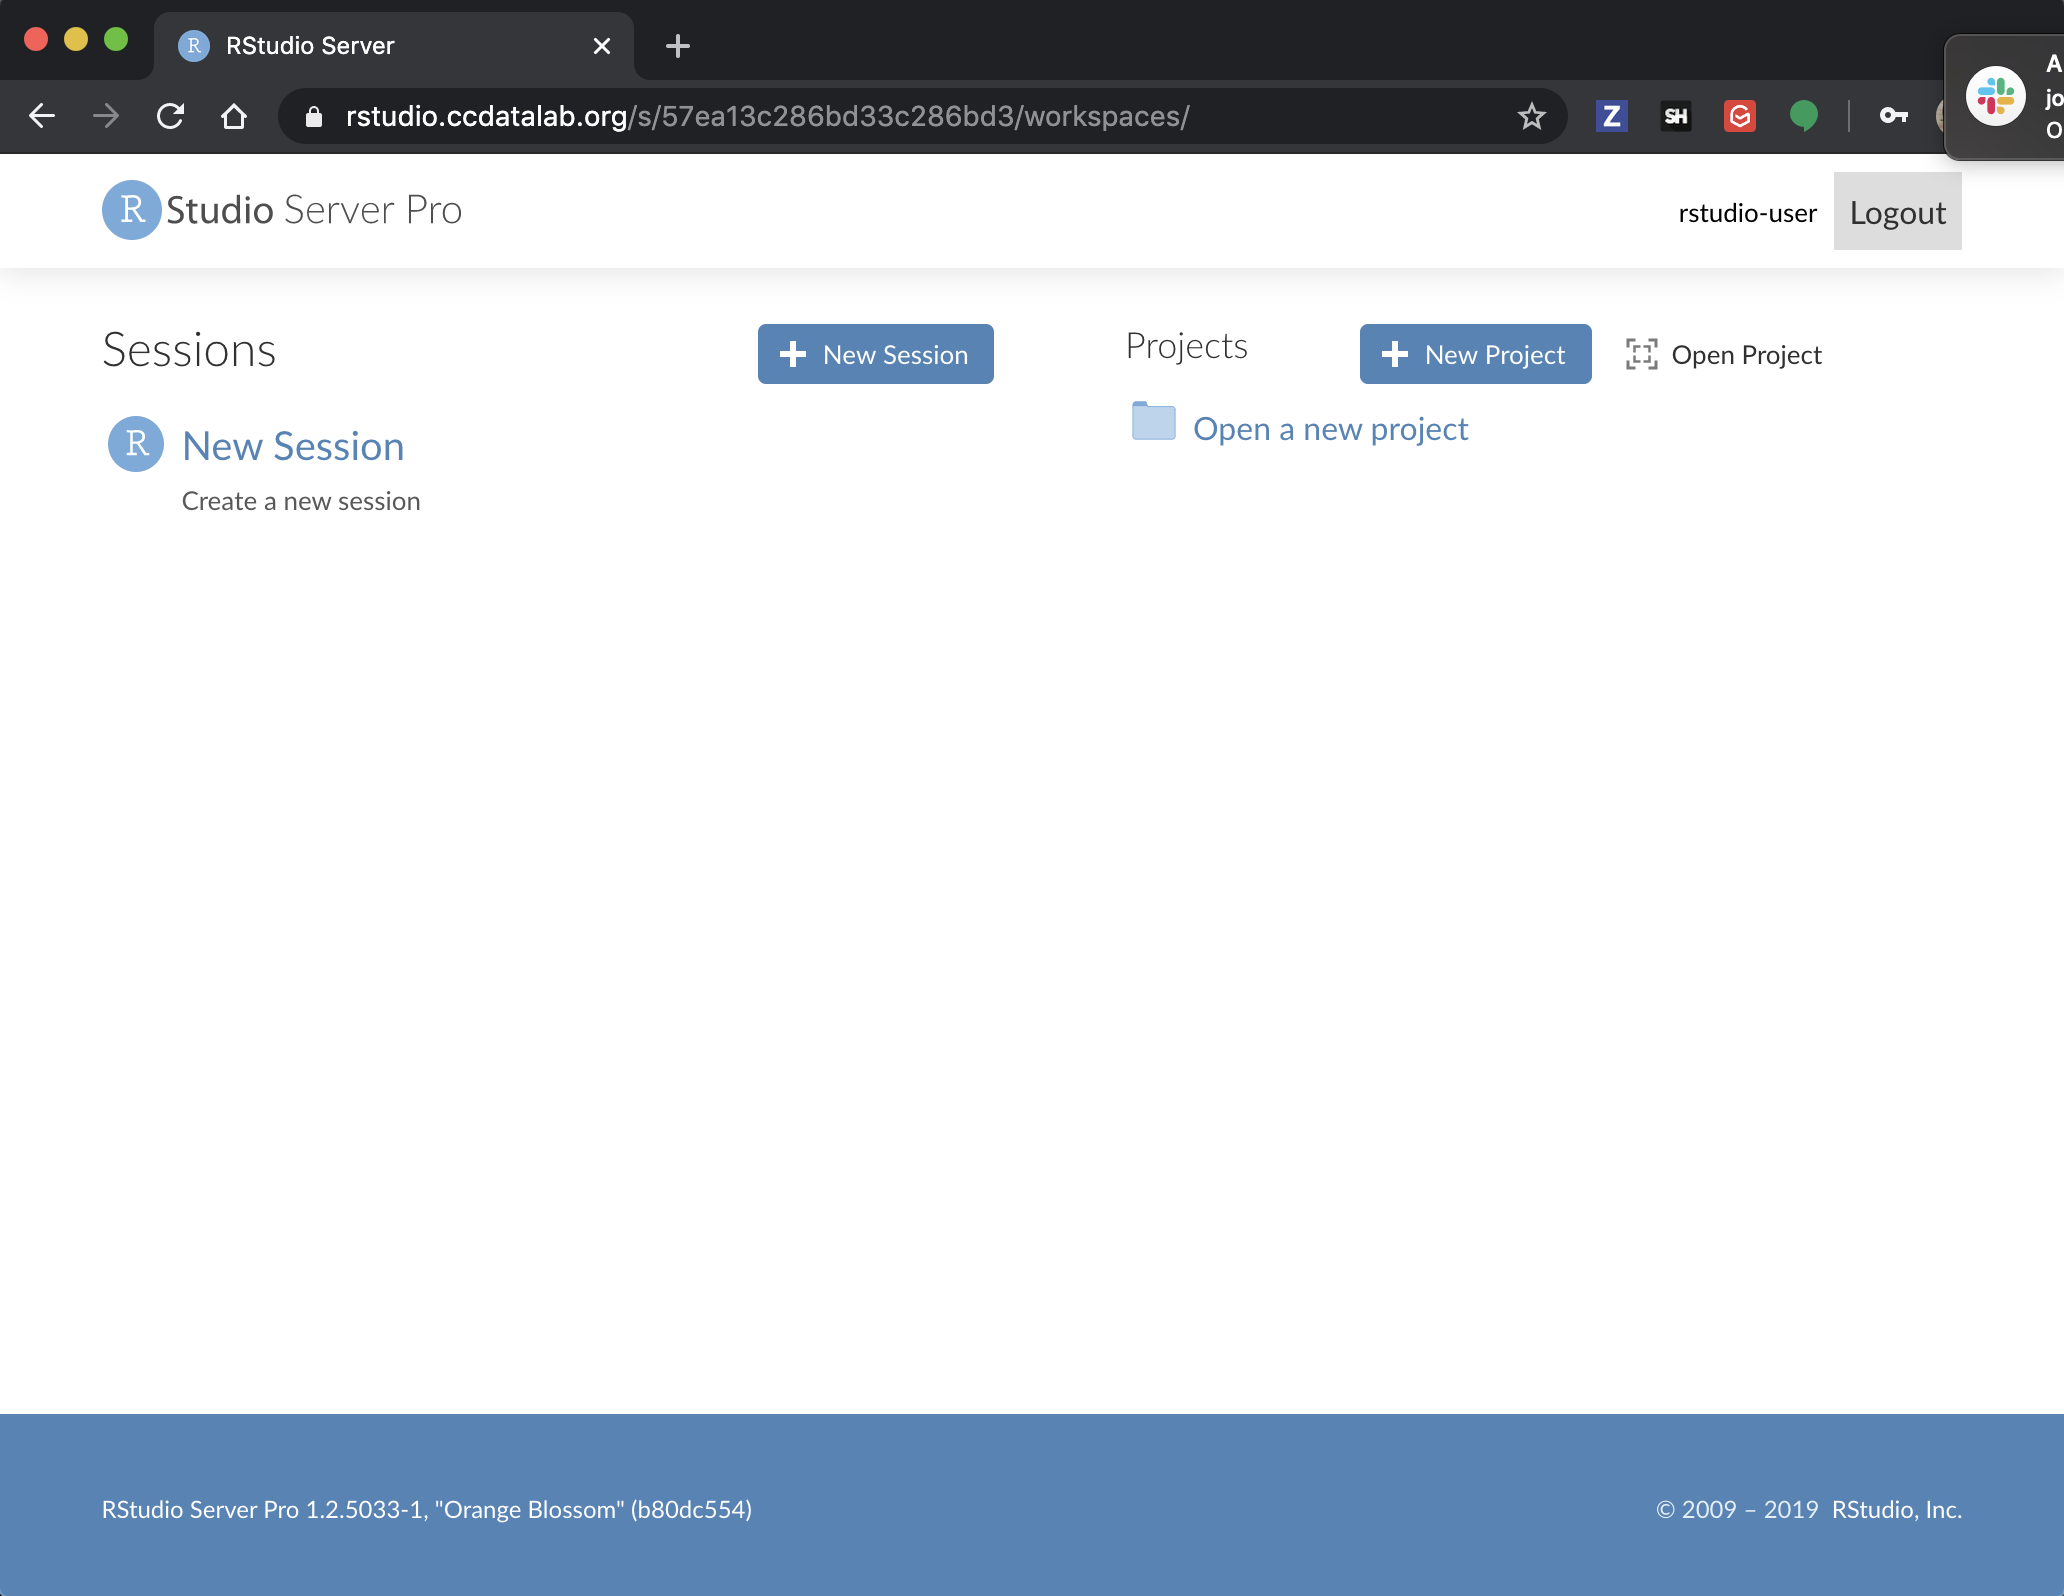 RStudio Server
rstudio.ccdatalab.org/s/57ea13c286bd33c286bd3/workspaces/
Z
SH
A
jo
O
R Studio Server Pro
rstudio-user
Logout
Sessions
New Session
Projects
New Project
Open Project
R
New Session
Create a new session
Open a new project
RStudio Server Pro 1.2.5033-1, "Orange Blossom" (b80dc554)
© 2009 – 2019 RStudio, Inc.